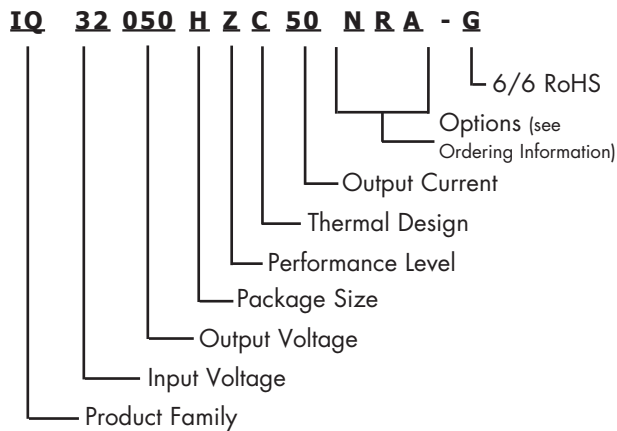 IQ 32 050 H Z C 50 N R A - G
6/6 RoHS
Options (see
Ordering Information)
Output Current
Thermal Design
Performance Level
Package Size
Output Voltage
Input Voltage
Product Family